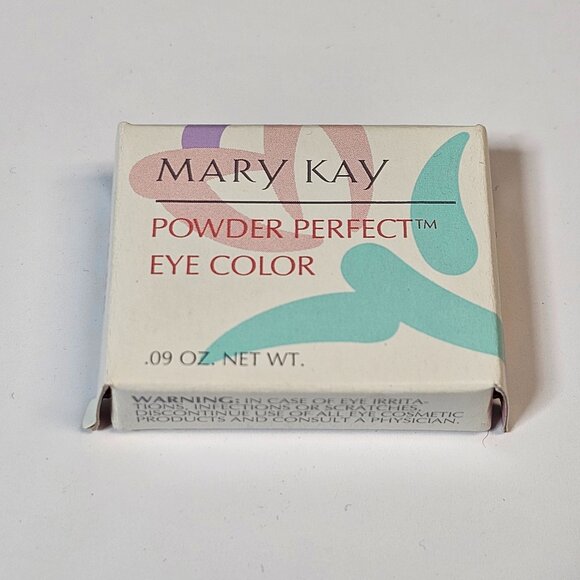 MARY KAY
POWDER PERFECT™
EYE COLOR
.09 OZ. NET WT.
WARNING: IN CASE OF EYE IRRITA-
TIONS, INFECTIONS OR SCRATCHES,
DISCONTINUE USE OF ALL EYE COSMETIC
PRODUCTS AND CONSULT A PHYSICIAN.